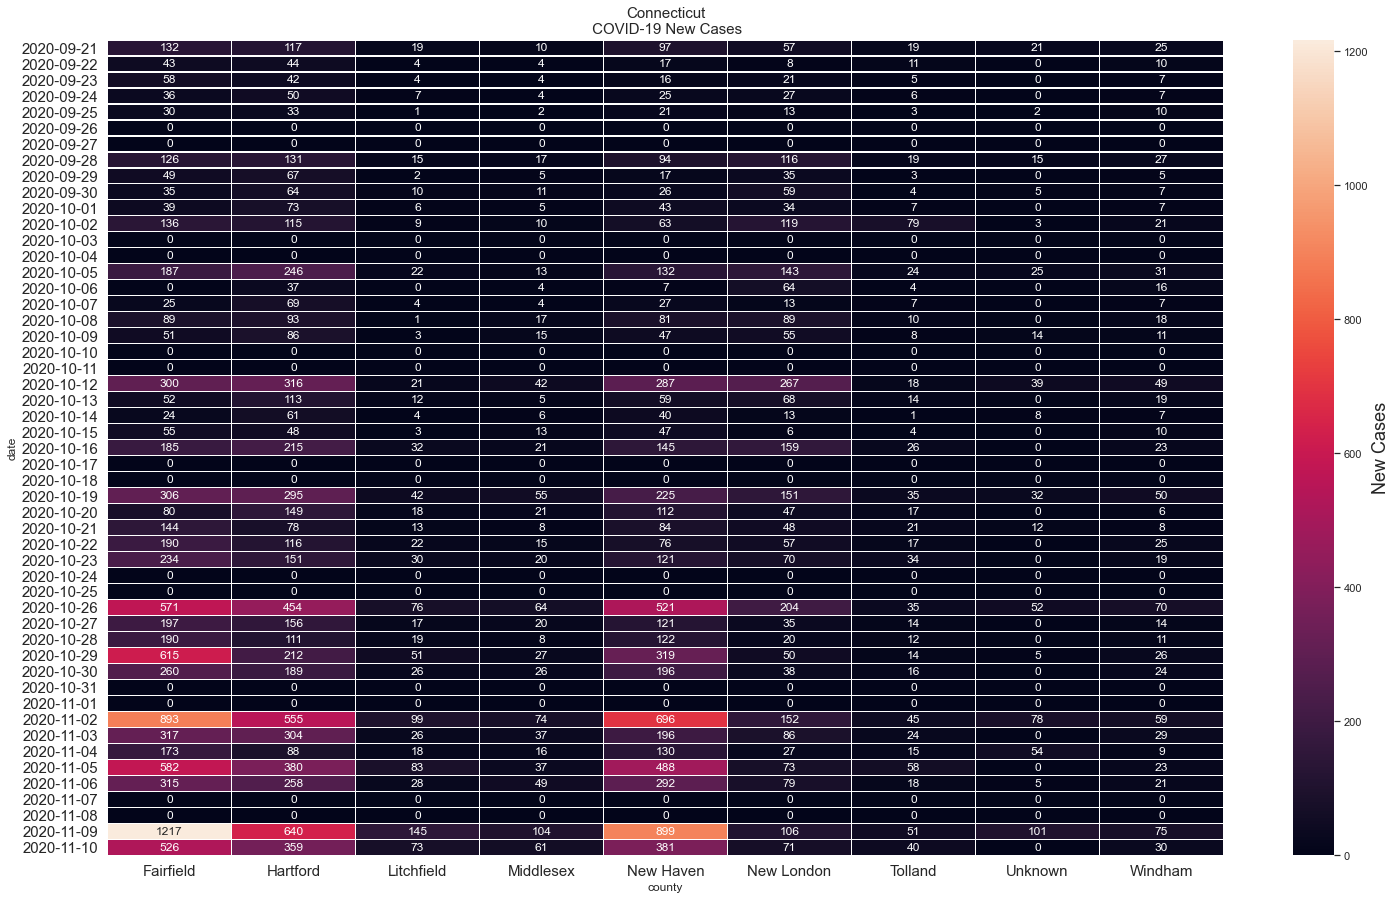 Connecticut
COVID-19 New Cases
2020-09-21 132 117 19 10 97 57 19 21 25
2020-09-22 43 44 4 4 17 8 11 0 10
2020-09-23 58 42 4 4 16 21 5 0 7
2020-09-24 36 50 7 4 25 27 6 0 7
2020-09-25 30 33 1 2 21 13 3 2 10
2020-09-26 0 0 0 0 0 0 0 0 0
2020-09-27 0 0 0 0 0 0 0 0 0
2020-09-28 126 131 15 17 94 116 19 15 27
2020-09-29 49 67 2 5 17 35 3 0 5
2020-09-30 35 64 10 11 26 59 4 5 7
2020-10-01 39 73 6 5 43 34 7 0 7
2020-10-02 136 115 9 10 63 119 79 3 21
2020-10-03 0 0 0 0 0 0 0 0 0
2020-10-04 0 0 0 0 0 0 0 0 0
2020-10-05 187 246 22 13 132 143 24 25 31
2020-10-06 0 37 0 4 7 64 4 0 16
2020-10-07 25 69 4 4 27 13 7 0 7
2020-10-08 89 93 1 17 81 89 10 0 18
2020-10-09 51 86 3 15 47 55 8 14 11
2020-10-10 0 0 0 0 0 0 0 0 0
2020-10-11 0 0 0 0 0 0 0 0 0
2020-10-12 300 316 21 42 287 267 18 39 49
2020-10-13 52 113 12 5 59 68 14 0 19
2020-10-14 24 61 4 6 40 13 1 8 7
2020-10-15 55 48 3 13 47 6 4 0 10
2020-10-16 185 215 32 21 145 159 26 0 23
2020-10-17 0 0 0 0 0 0 0 0 0
2020-10-18 0 0 0 0 0 0 0 0 0
2020-10-19 306 295 42 55 225 151 35 32 50
2020-10-20 80 149 18 21 112 47 17 0 6
2020-10-21 144 78 13 8 84 48 21 12 8
2020-10-22 190 116 22 15 76 57 17 0 25
2020-10-23 234 151 30 20 121 70 34 0 19
2020-10-24 0 0 0 0 0 0 0 0 0
2020-10-25 0 0 0 0 0 0 0 0 0
2020-10-26 571 454 76 64 521 204 35 52 70
2020-10-27 197 156 17 20 121 35 14 0 14
2020-10-28 190 111 19 8 122 20 12 0 11
2020-10-29 615 212 51 27 319 50 14 5 26
2020-10-30 260 189 26 26 196 38 16 0 24
2020-10-31 0 0 0 0 0 0 0 0 0
2020-11-01 0 0 0 0 0 0 0 0 0
2020-11-02 893 555 99 74 696 152 45 78 59
2020-11-03 317 304 26 37 196 86 24 0 29
2020-11-04 173 88 18 16 130 27 15 54 9
2020-11-05 582 380 83 37 488 73 58 0 23
2020-11-06 315 258 28 49 292 79 18 5 21
2020-11-07 0 0 0 0 0 0 0 0 0
2020-11-08 0 0 0 0 0 0 0 0 0
2020-11-09 1217 640 145 104 899 106 51 101 75
2020-11-10 526 359 73 61 381 71 40 0 30
Fairfield Hartford Litchfield Middlesex New Haven New London Tolland Unknown Windham
county
date
1200
1000
800
600
400
200
0
New Cases